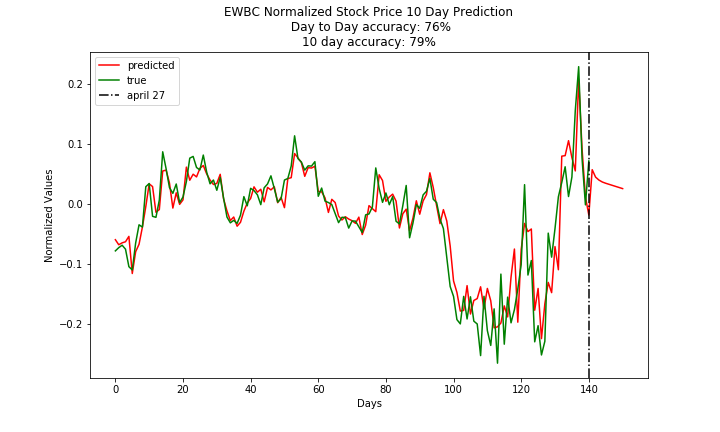 EWBC Normalized Stock Price 10 Day Prediction
Day to Day accuracy: 76%
10 day accuracy: 79%
predicted
true
april 27
Normalized Values
0.2
0.1
0.0
−0.1
−0.2
0
20
40
60
80
100
120
140
Days